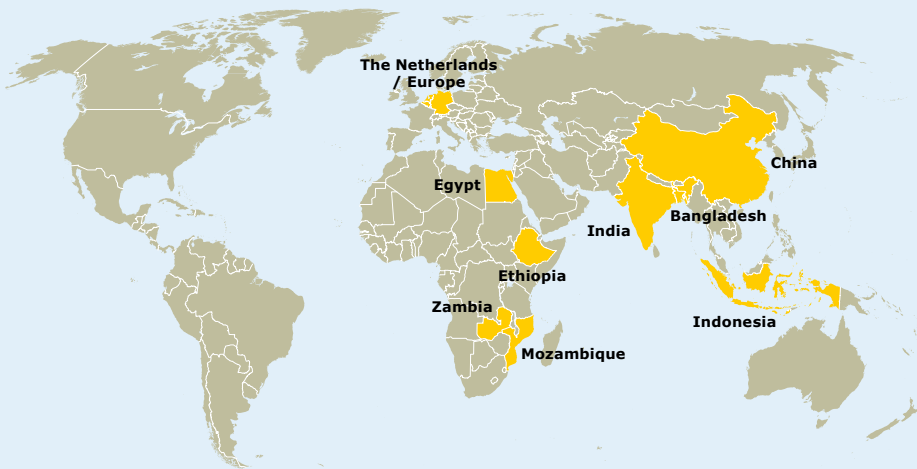 The Netherlands
/ Europe
China
Egypt
Bangladesh
India
Ethiopia
Zambia
Indonesia
Mozambique